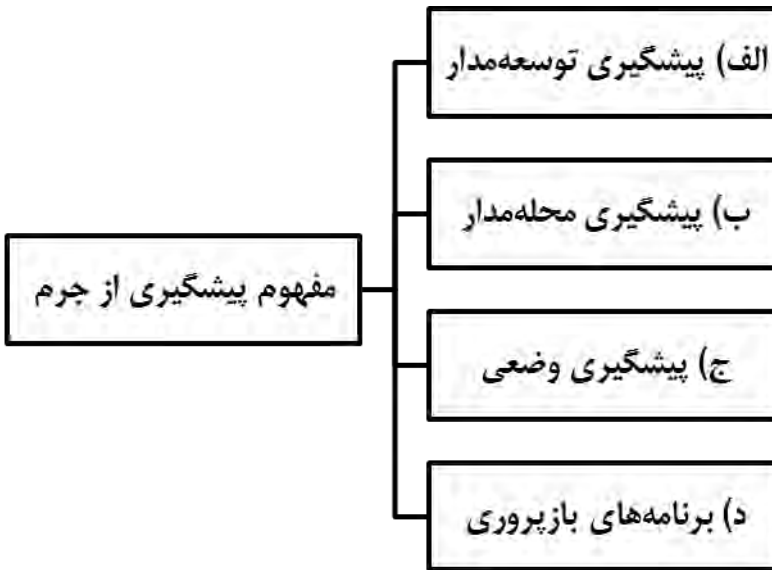 مفهوم پیشگیری از جرم
الف) پیشگیری توسعه‌مدار
ب) پیشگیری محله‌مدار
ج) پیشگیری وضعی
د) برنامه‌های بازپروری